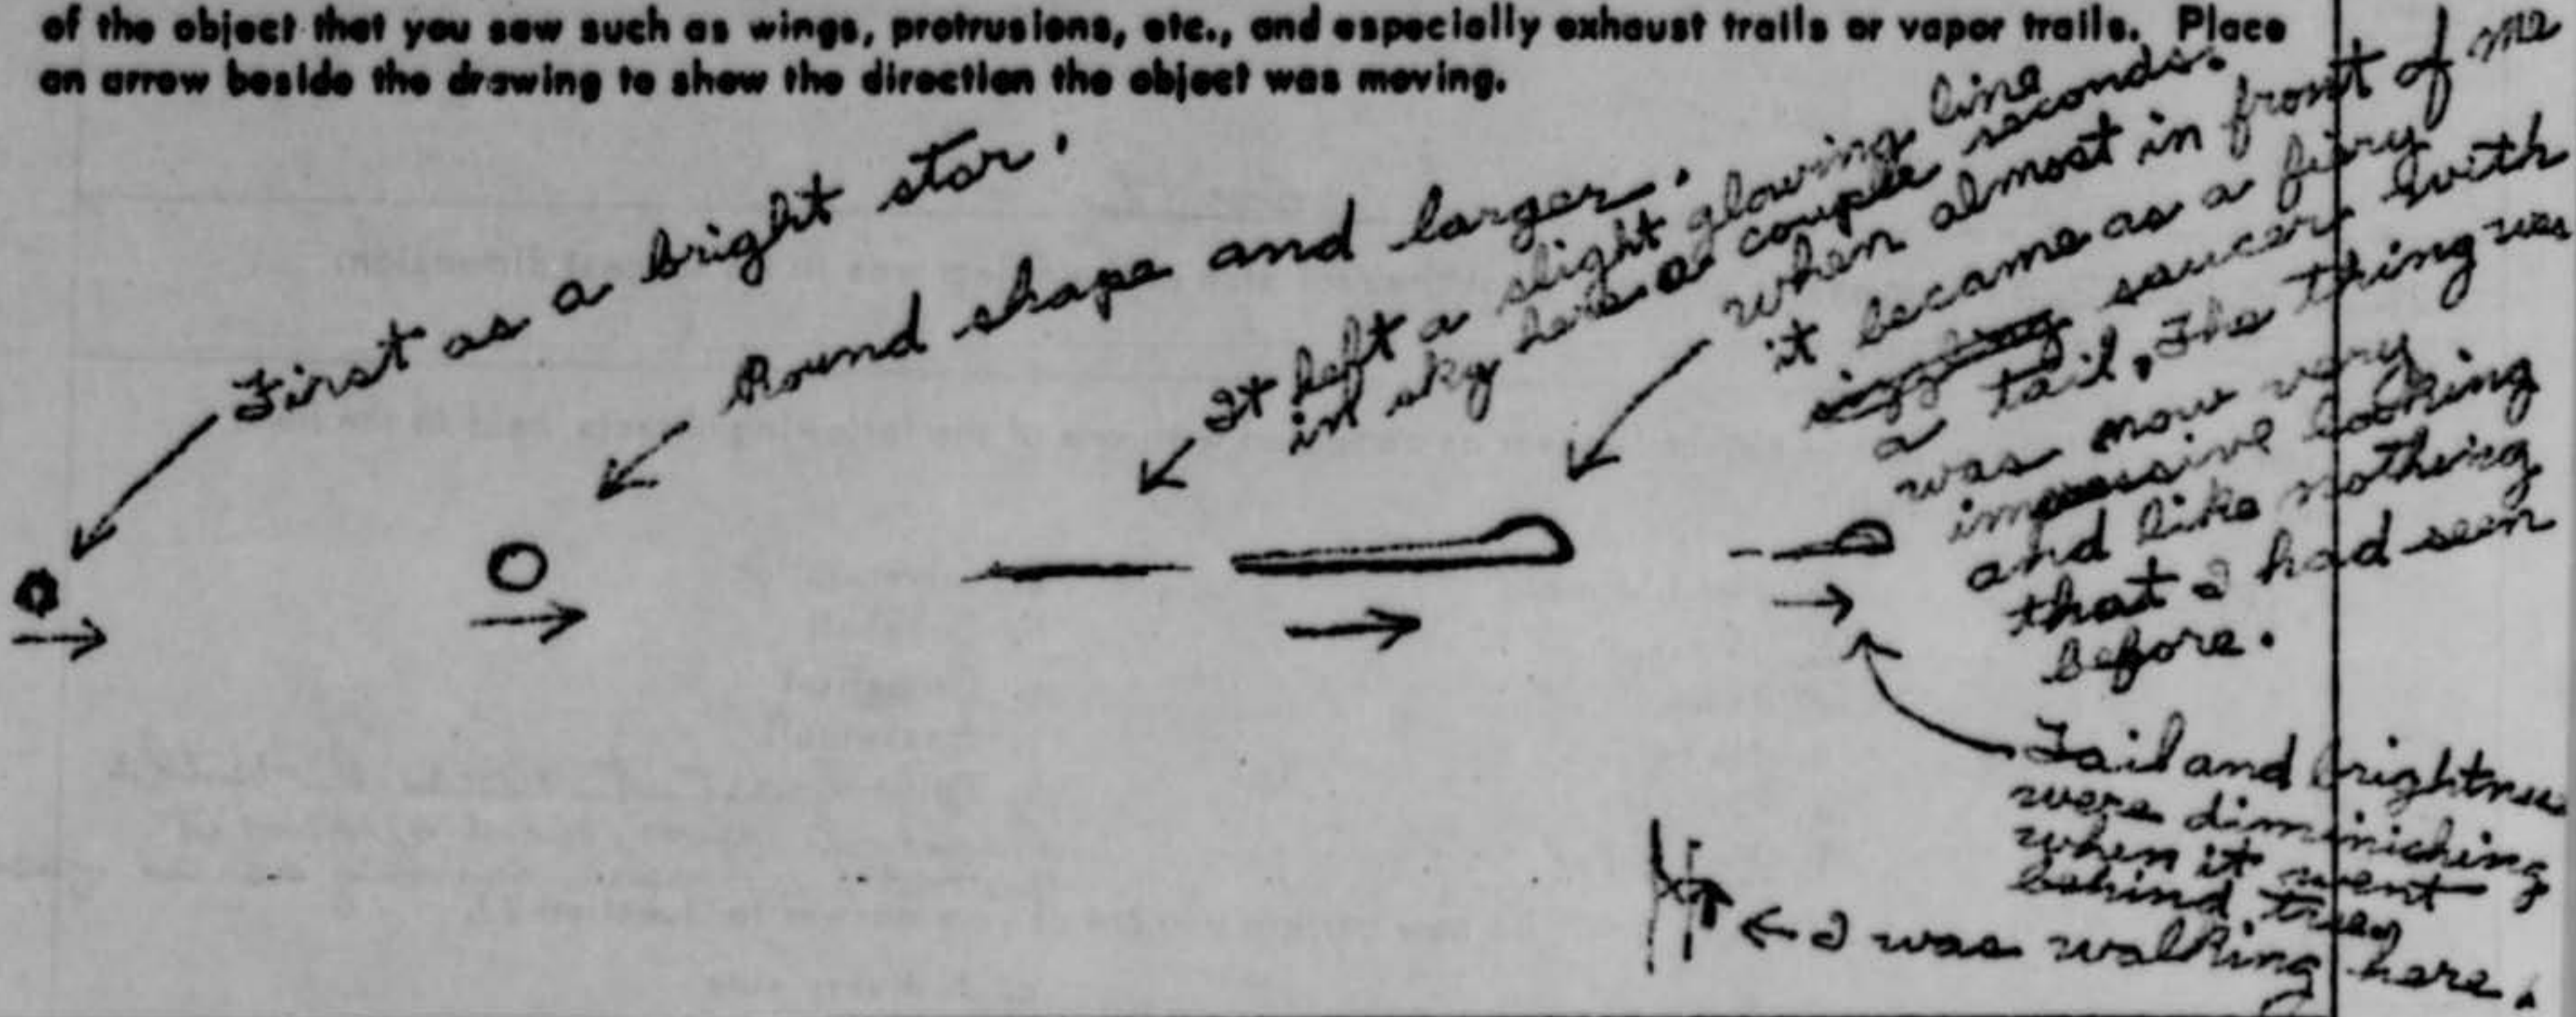 of the object that you saw such as wings, protrusions, etc., and especially exhaust trails or vapor trails. Place
an arrow beside the drawing to show the direction the object was moving.
First as a bright star.
Round shape and larger.
It left a slight glowing line
in sky here a couple seconds.
When almost in front of me
it became as a fiery
saucer with
a tail, The thing was
was now very
impressive looking
and like nothing
that I had seen
before.
Tail and brightness
were diminiching
when it went
behind trees
I was walking here.